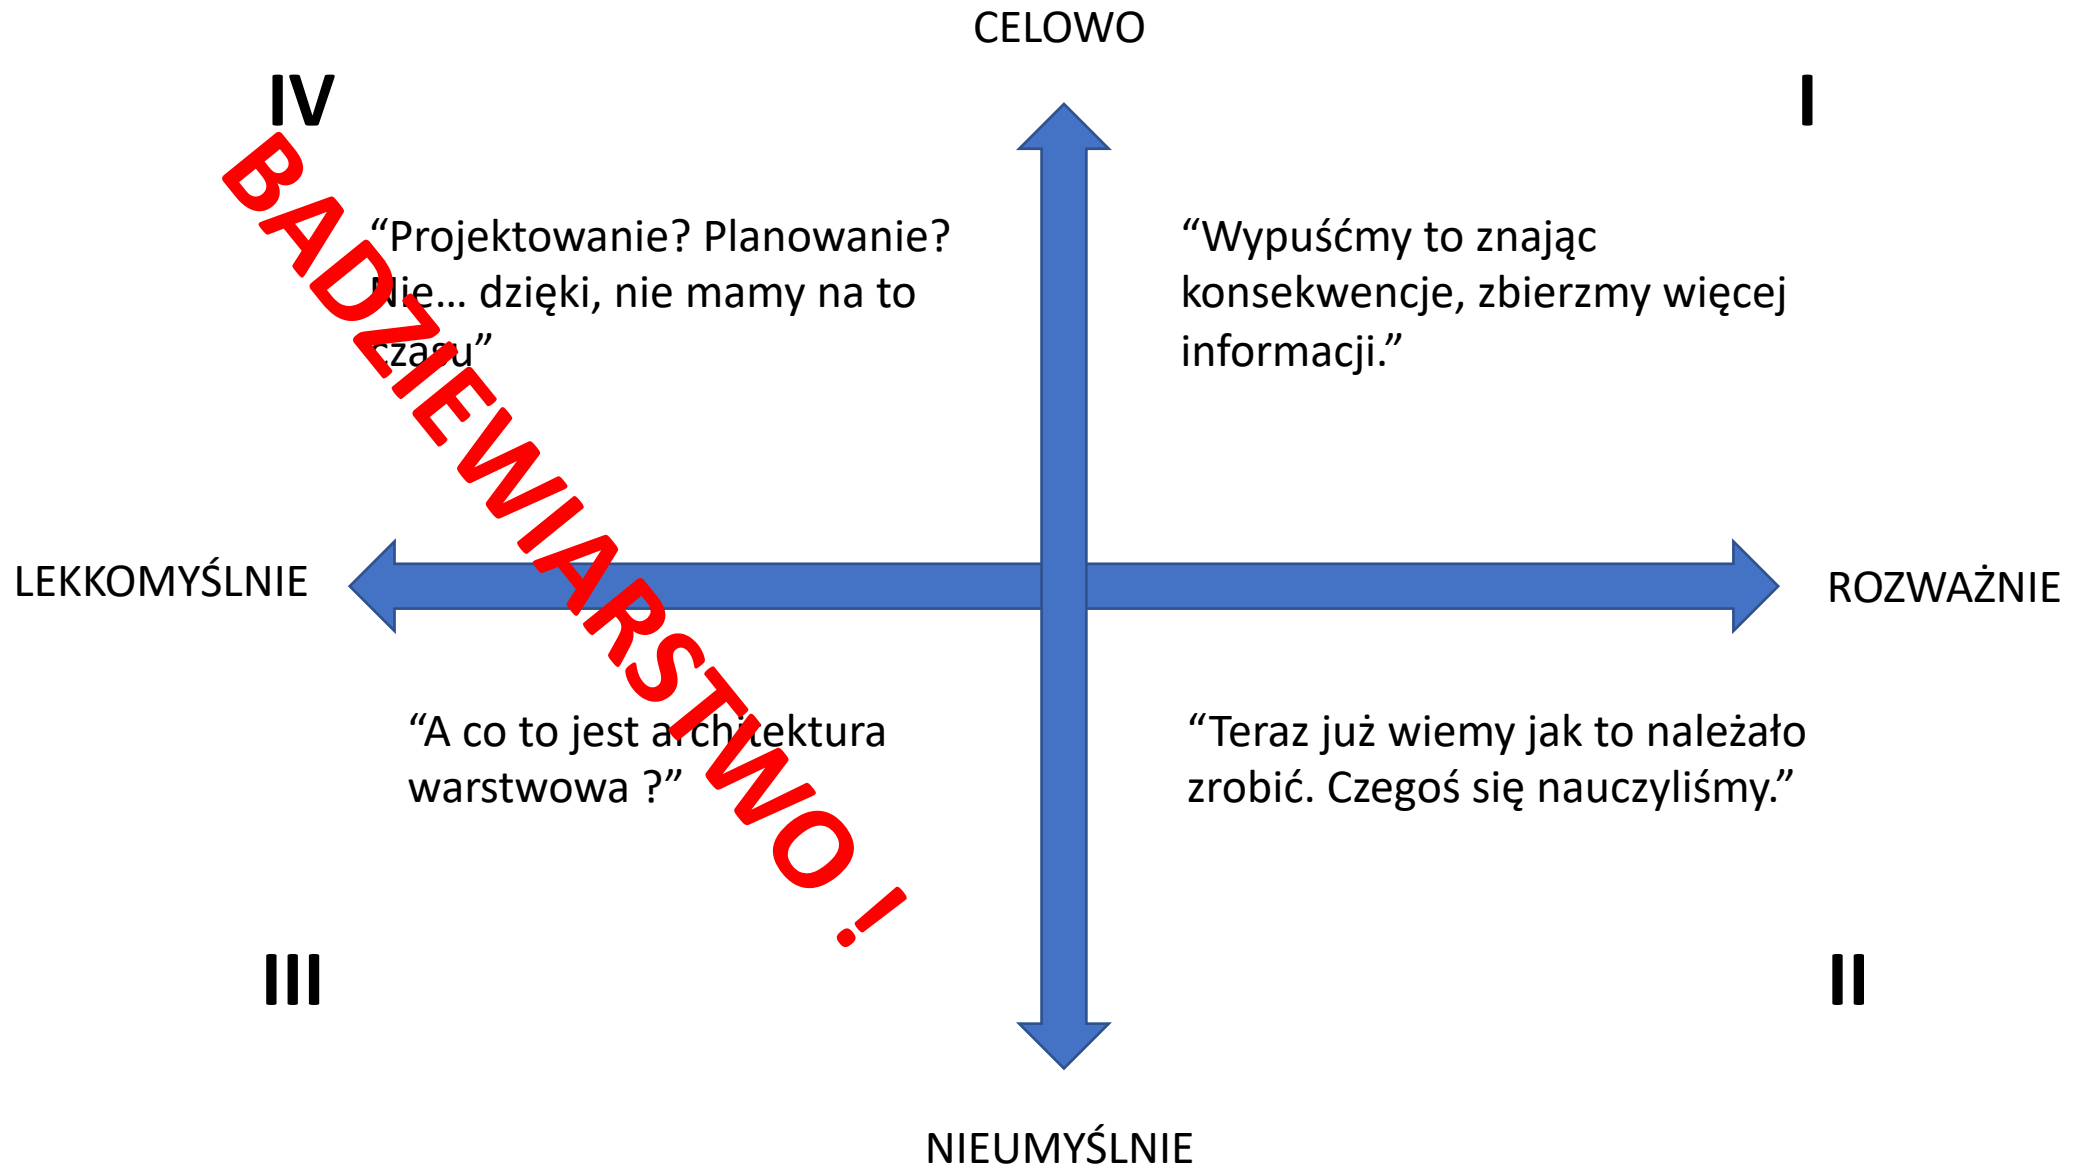 CELOWO
IV
I
BADZIEWIARSTWO !
“Projektowanie? Planowanie?
Nie... dzięki, nie mamy na to
czasu”
“Wypuśćmy to znając
konsekwencje, zbierzmy więcej
informacji.”
LEKKOMYŚLNIE
ROZWAŻNIE
“A co to jest architektura
warstwowa ?”
“Teraz już wiemy jak to należało
zrobić. Czegoś się nauczyliśmy.”
III
II
NIEUMYŚLNIE